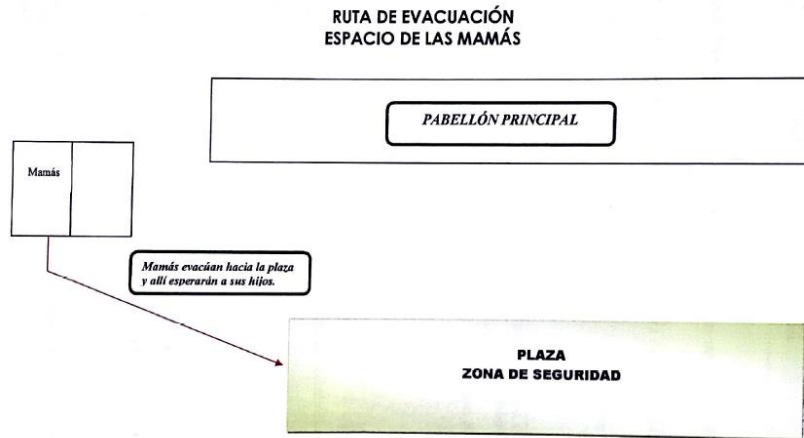 RUTA DE EVACUACIÓN
ESPACIO DE LAS MAMÁS
PABELLÓN PRINCIPAL
Mamás
Mamás evacúan hacia la plaza
y allí esperarán a sus hijos.
PLAZA
ZONA DE SEGURIDAD